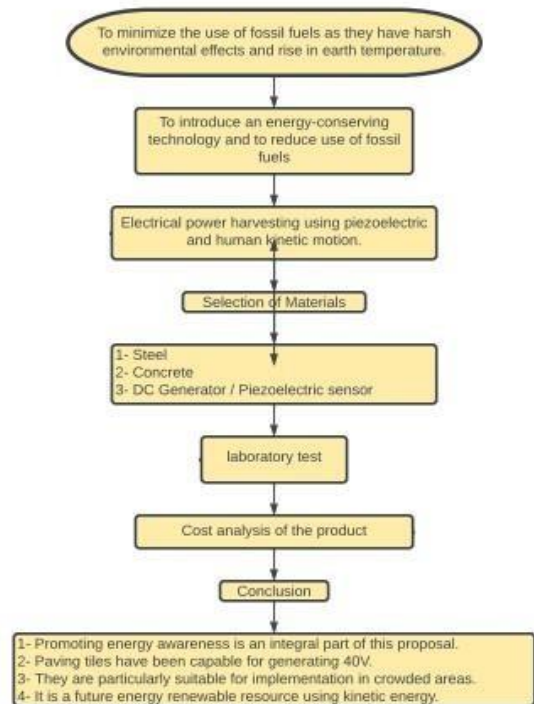 To minimize the use of fossil fuels as they have harsh
environmental effects and rise in earth temperature.
To introduce an energy-conserving
technology and to reduce use of fossil
fuels
Electrical power harvesting using piezoelectric
and human kinetic motion.
Selection of Materials
1- Steel
2- Concrete
3- DC Generator / Piezoelectric sensor
laboratory test
Cost analysis of the product
Conclusion
1- Promoting energy awareness is an integral part of this proposal.
2- Paving tiles have been capable for generating 40V.
3- They are particularly suitable for implementation in crowded areas.
4- It is a future energy renewable resource using kinetic energy.